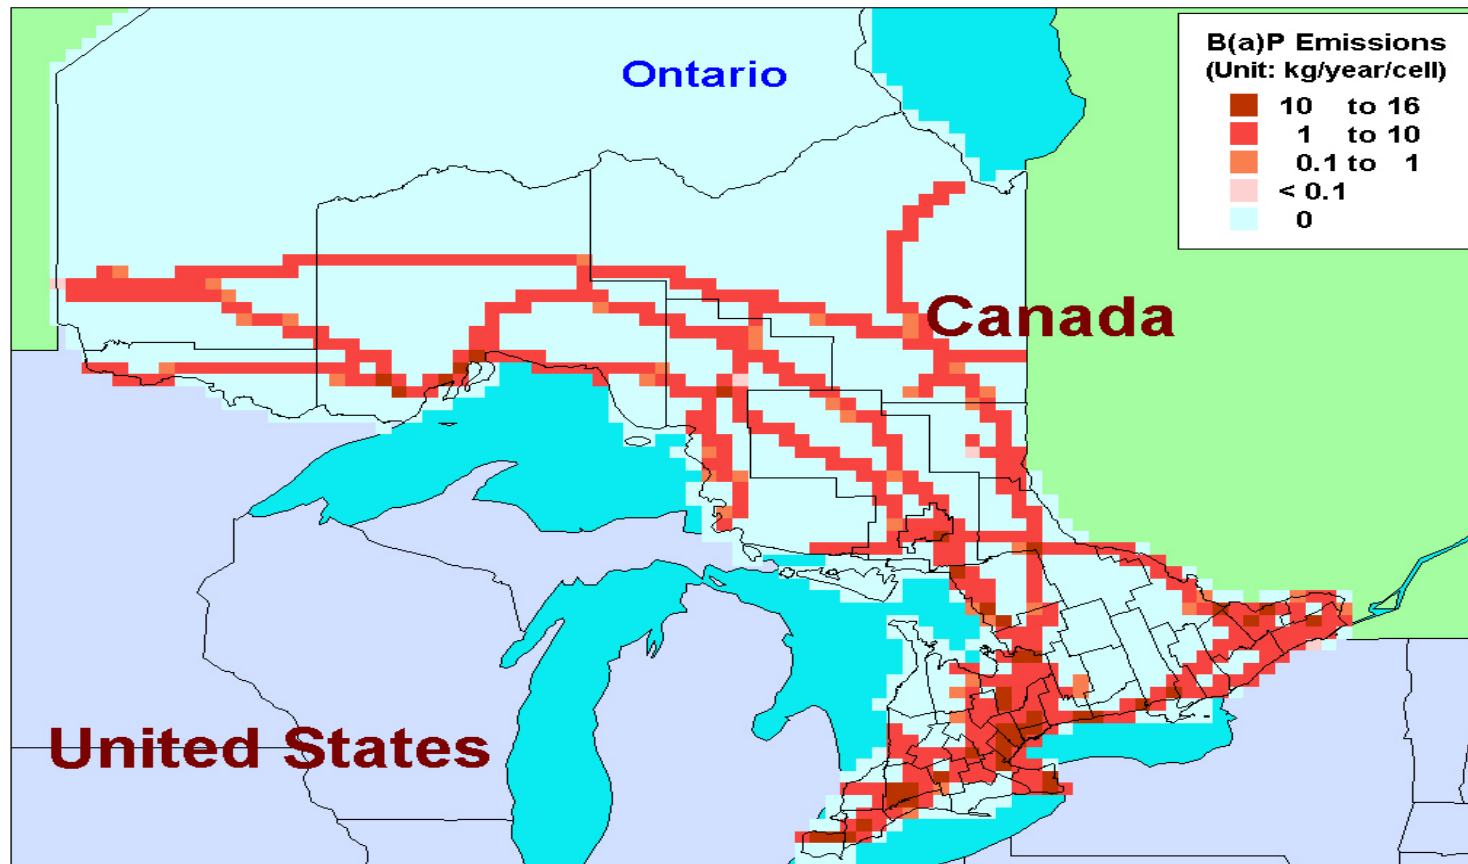 Ontario
B(a)P Emissions
(Unit: kg/year/cell)
10 to 16
1 to 10
0.1 to 1
< 0.1
0
Canada
United States